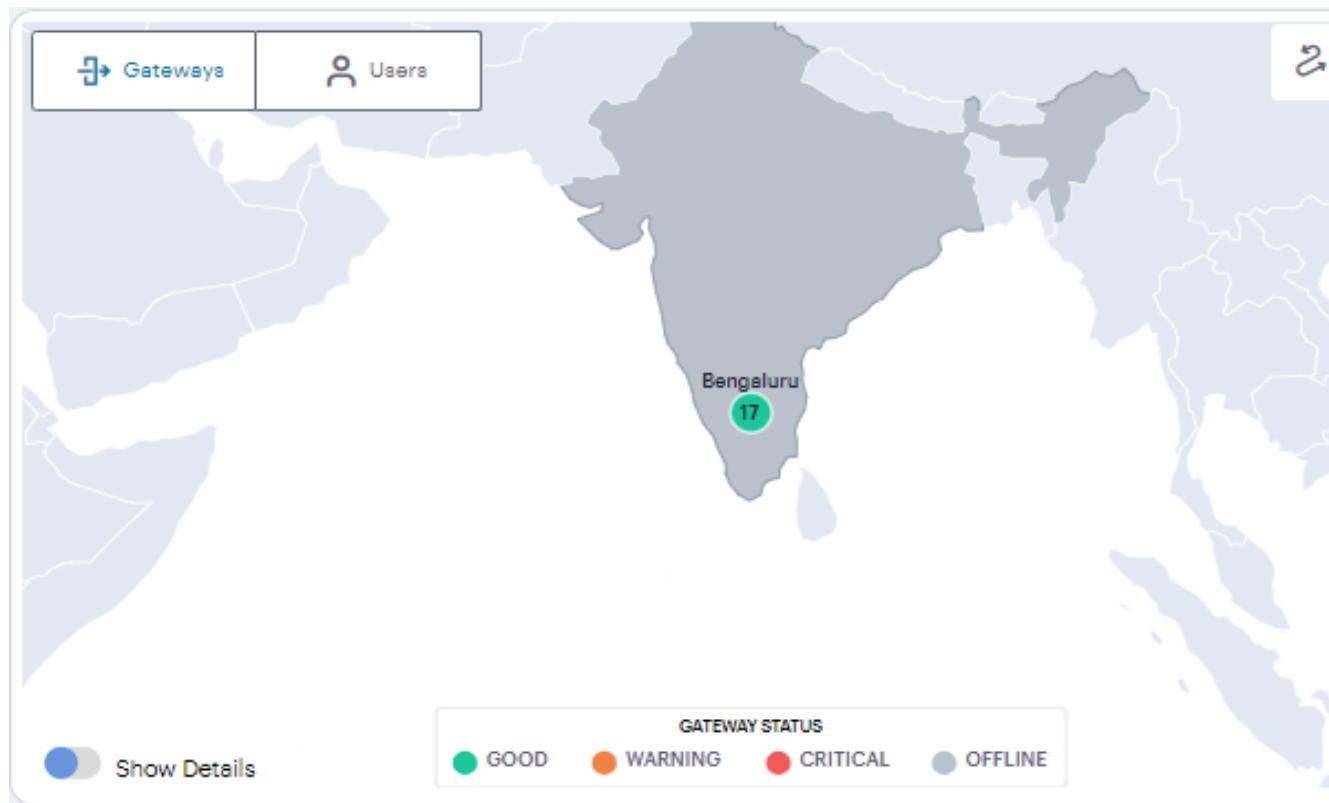 Gateways
Users
Bengaluru
17
GATEWAY STATUS
GOOD WARNING CRITICAL OFFLINE
Show Details